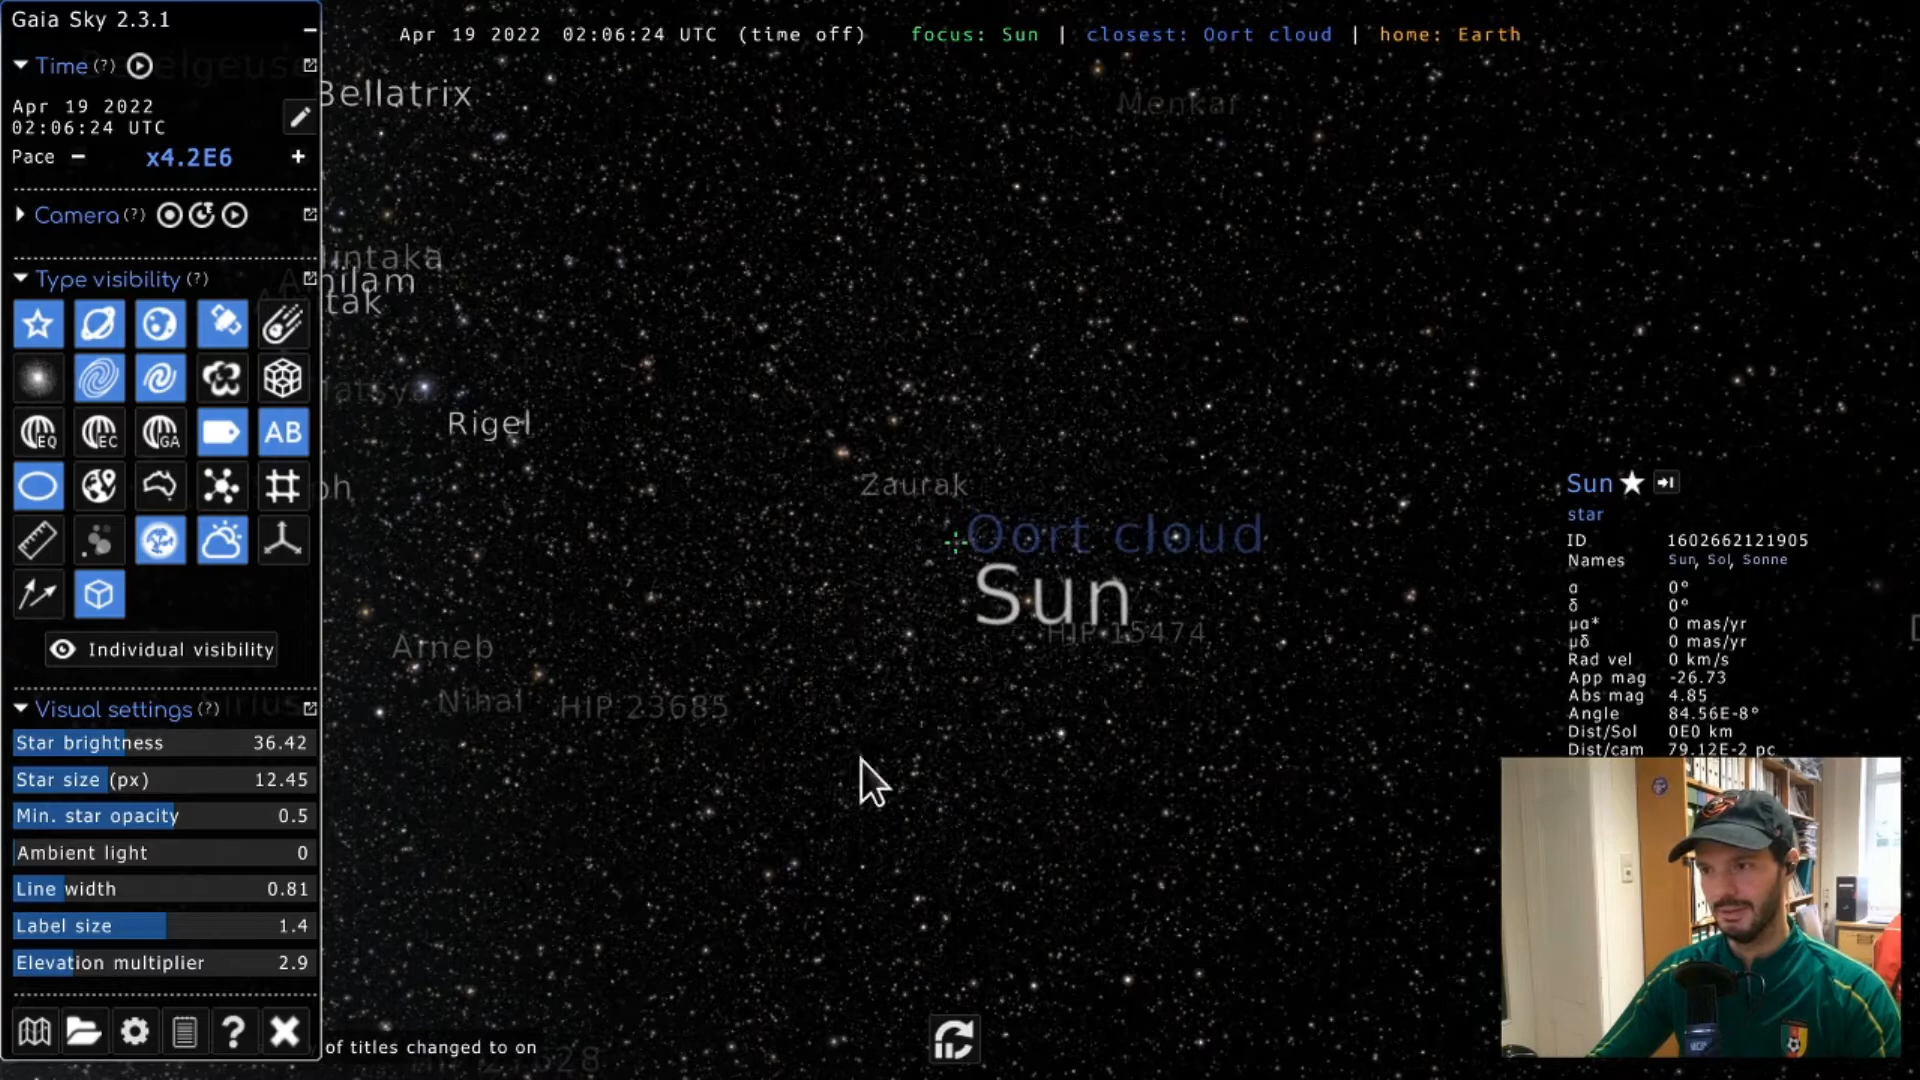 Gaia Sky 2.3.1
Apr 19 2022 02:06:24 UTC (time off) focus: Sun | closest: Oort cloud | home: Earth
Time (?)
Apr 19 2022
02:06:24 UTC
Pace − x4.2E6 +
Camera (?)
Type visibility (?)
EQ EC GA AB
Individual visibility
Visual settings (?)
Star brightness 36.42
Star size (px) 12.45
Min. star opacity 0.5
Ambient light 0
Line width 0.81
Label size 1.4
Elevation multiplier 2.9
of titles changed to on
Bellatrix
Menkar
Rigel
Zaurak
Oort cloud
Sun
HIP 15474
Arneb
Nihal
HIP 23685
Sun
star
ID 1602662121905
Names Sun, Sol, Sonne
α 0°
δ 0°
μα* 0 mas/yr
μδ 0 mas/yr
Rad vel 0 km/s
App mag -26.73
Abs mag 4.85
Angle 84.56E-8°
Dist/Sol 0E0 km
Dist/cam 79.12E-2 pc